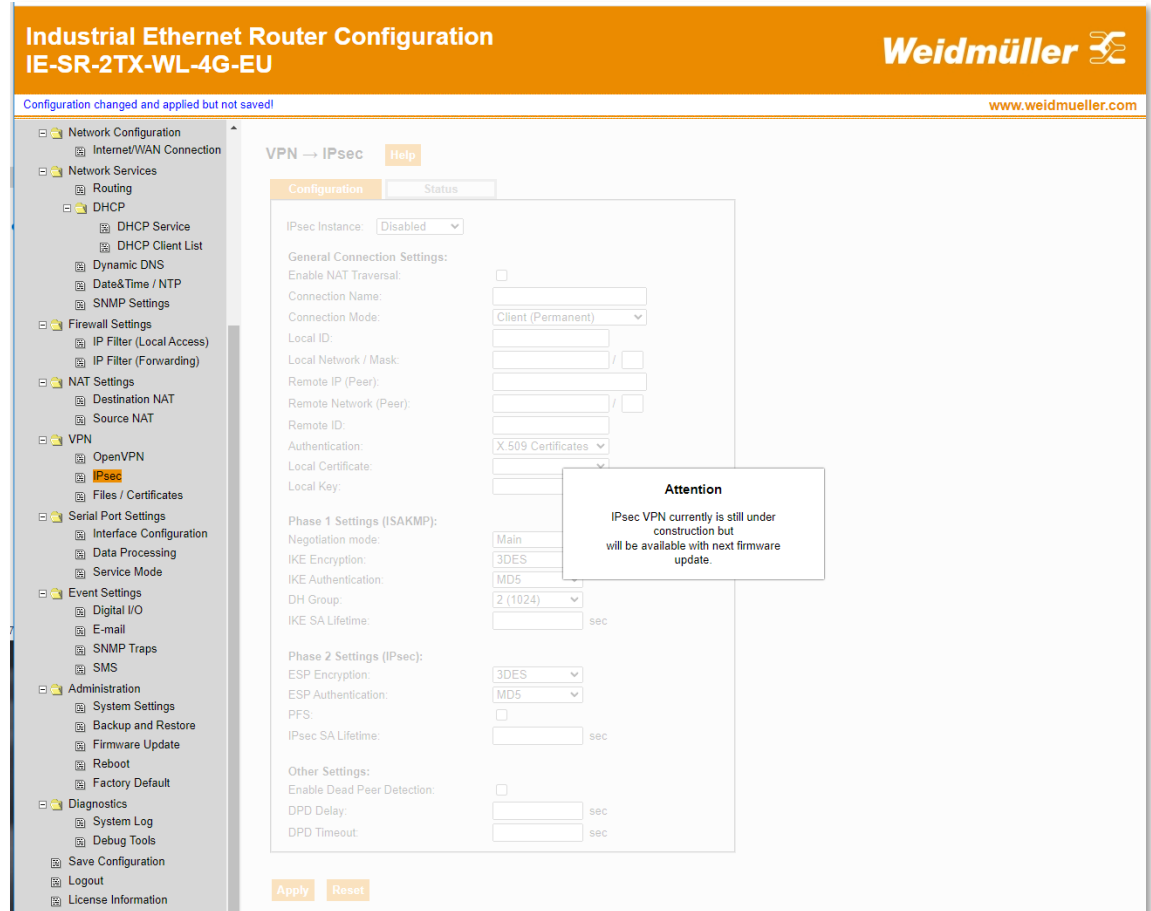 Industrial Ethernet Router Configuration
IE-SR-2TX-WL-4G-EU
Weidmüller
Configuration changed and applied but not saved!
www.weidmueller.com
Network Configuration
Internet/WAN Connection
Network Services
Routing
DHCP
DHCP Service
DHCP Client List
Dynamic DNS
Date&Time / NTP
SNMP Settings
Firewall Settings
IP Filter (Local Access)
IP Filter (Forwarding)
NAT Settings
Destination NAT
Source NAT
VPN
OpenVPN
IPsec
Files / Certificates
Serial Port Settings
Interface Configuration
Data Processing
Service Mode
Event Settings
Digital I/O
E-mail
SNMP Traps
SMS
Administration
System Settings
Backup and Restore
Firmware Update
Reboot
Factory Default
Diagnostics
System Log
Debug Tools
Save Configuration
Logout
License Information
VPN → IPsec Help
Configuration Status
IPsec Instance: Disabled
General Connection Settings:
Enable NAT Traversal:
Connection Name:
Connection Mode: Client (Permanent)
Local ID:
Local Network / Mask: /
Remote IP (Peer):
Remote Network (Peer): /
Remote ID:
Authentication: X.509 Certificates
Local Certificate:
Local Key:
Phase 1 Settings (ISAKMP):
Negotiation mode: Main
IKE Encryption: 3DES
IKE Authentication: MD5
DH Group: 2 (1024)
IKE SA Lifetime: sec
Phase 2 Settings (IPsec):
ESP Encryption: 3DES
ESP Authentication: MD5
PFS:
IPsec SA Lifetime: sec
Other Settings:
Enable Dead Peer Detection:
DPD Delay: sec
DPD Timeout: sec
Apply Reset
Attention
IPsec VPN currently is still under
construction but
will be available with next firmware
update.